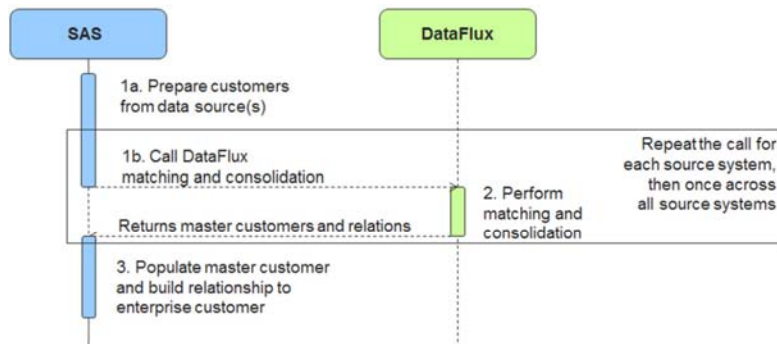 SAS
DataFlux
1a. Prepare customers
from data source(s)
1b. Call DataFlux
matching and consolidation
Repeat the call for
each source system,
then once across
all source systems
2. Perform
matching and
consolidation
Returns master customers and relations
3. Populate master customer
and build relationship to
enterprise customer